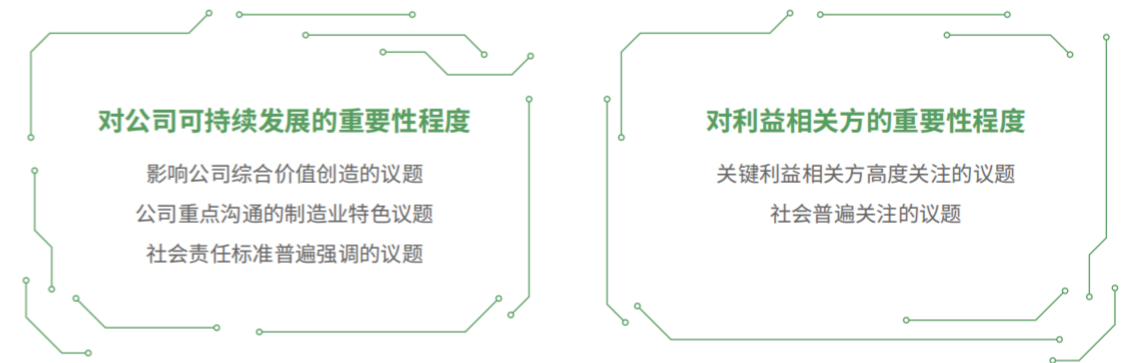 对公司可持续发展的重要性程度
影响公司综合价值创造的议题
公司重点沟通的制造业特色议题
社会责任标准普遍强调的议题
对利益相关方的重要性程度
关键利益相关方高度关注的议题
社会普遍关注的议题